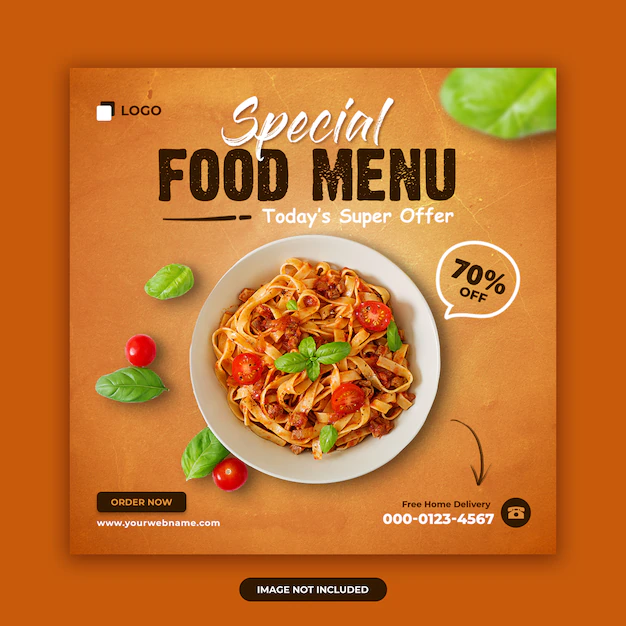 LOGO
Special
FOOD MENU
Today's Super Offer
70%
OFF
ORDER NOW
www.yourwebname.com
Free Home Delivery
000-0123-4567
IMAGE NOT INCLUDED